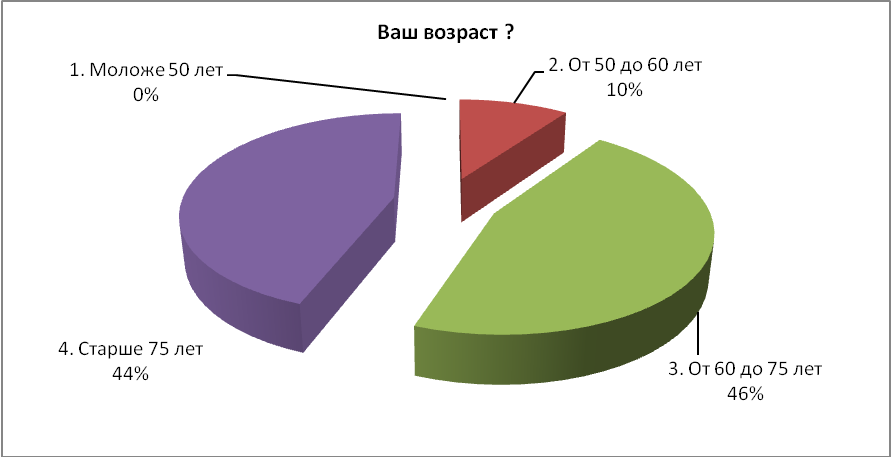 Ваш возраст ?
1. Моложе 50 лет
0%
2. От 50 до 60 лет
10%
4. Старше 75 лет
44%
3. От 60 до 75 лет
46%